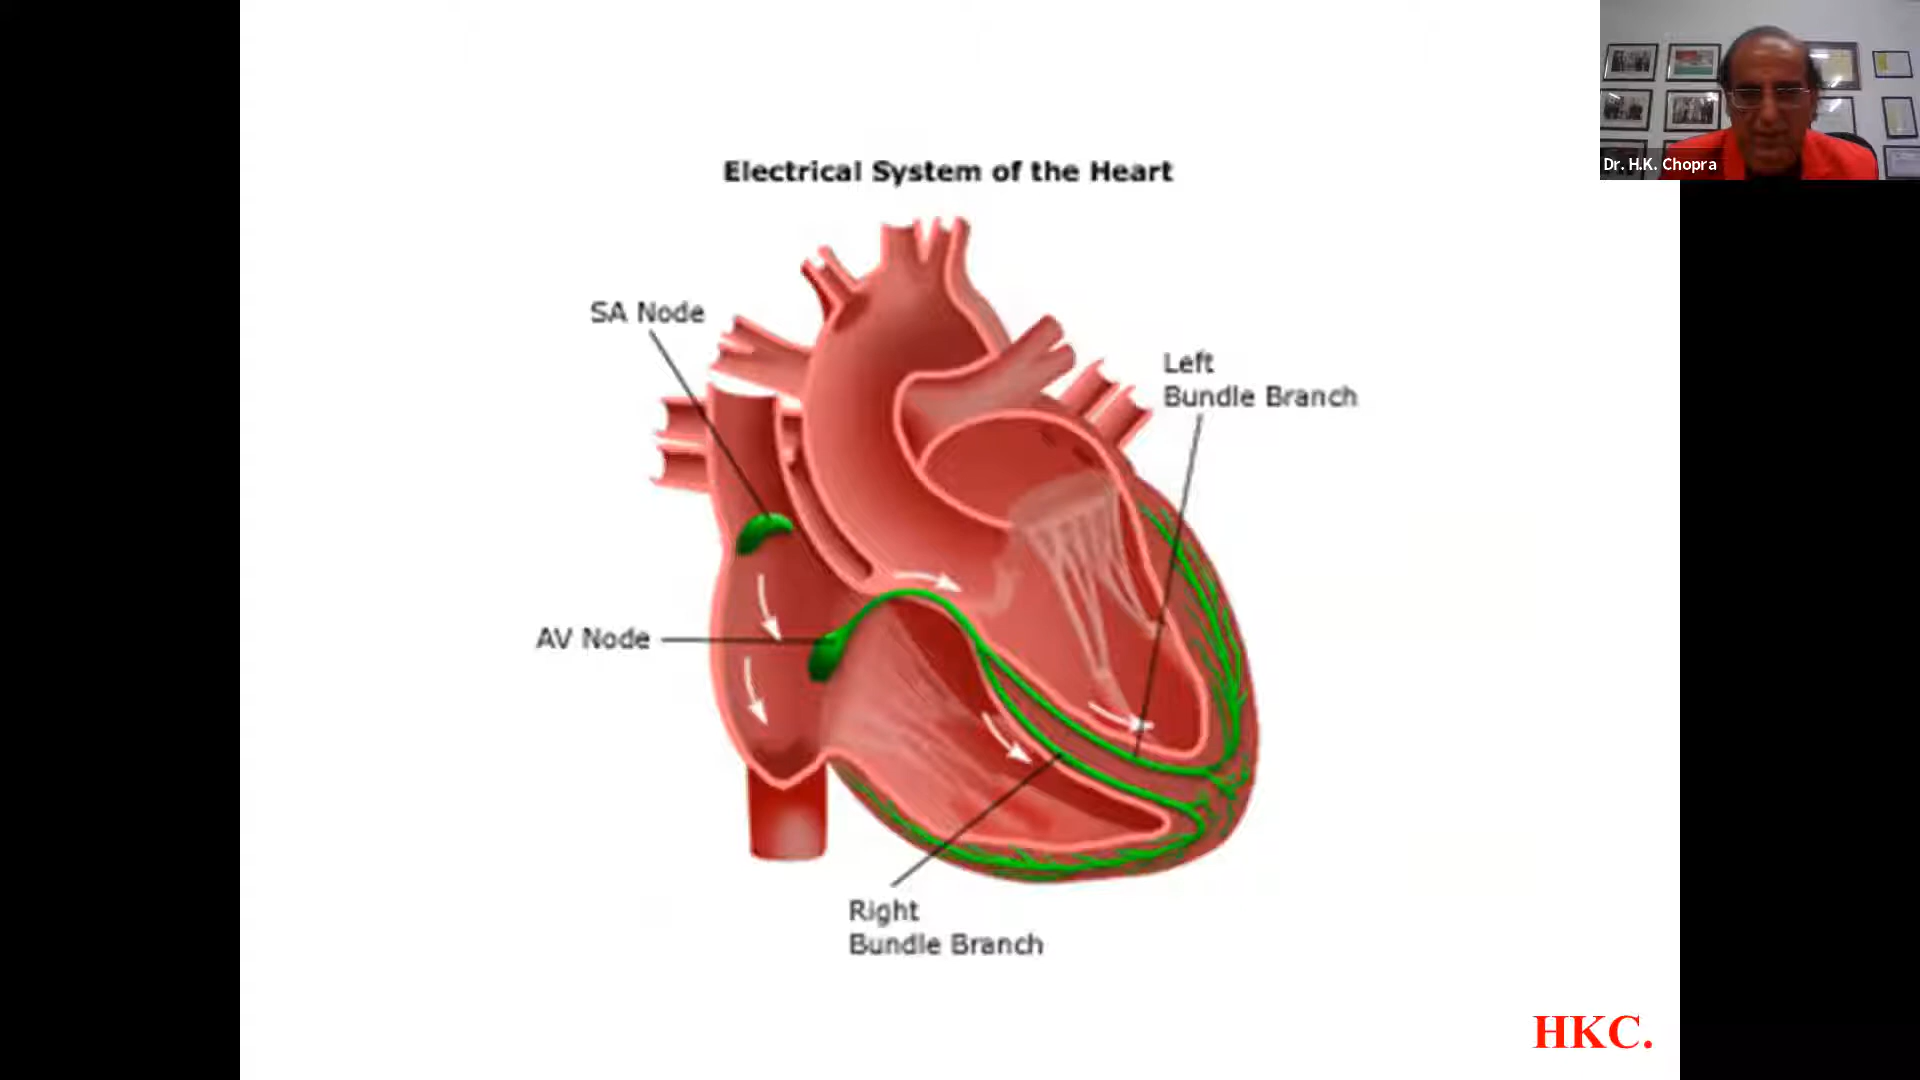 Dr. H.K. Chopra
Electrical System of the Heart
SA Node
Left
Bundle Branch
AV Node
Right
Bundle Branch
HKC.